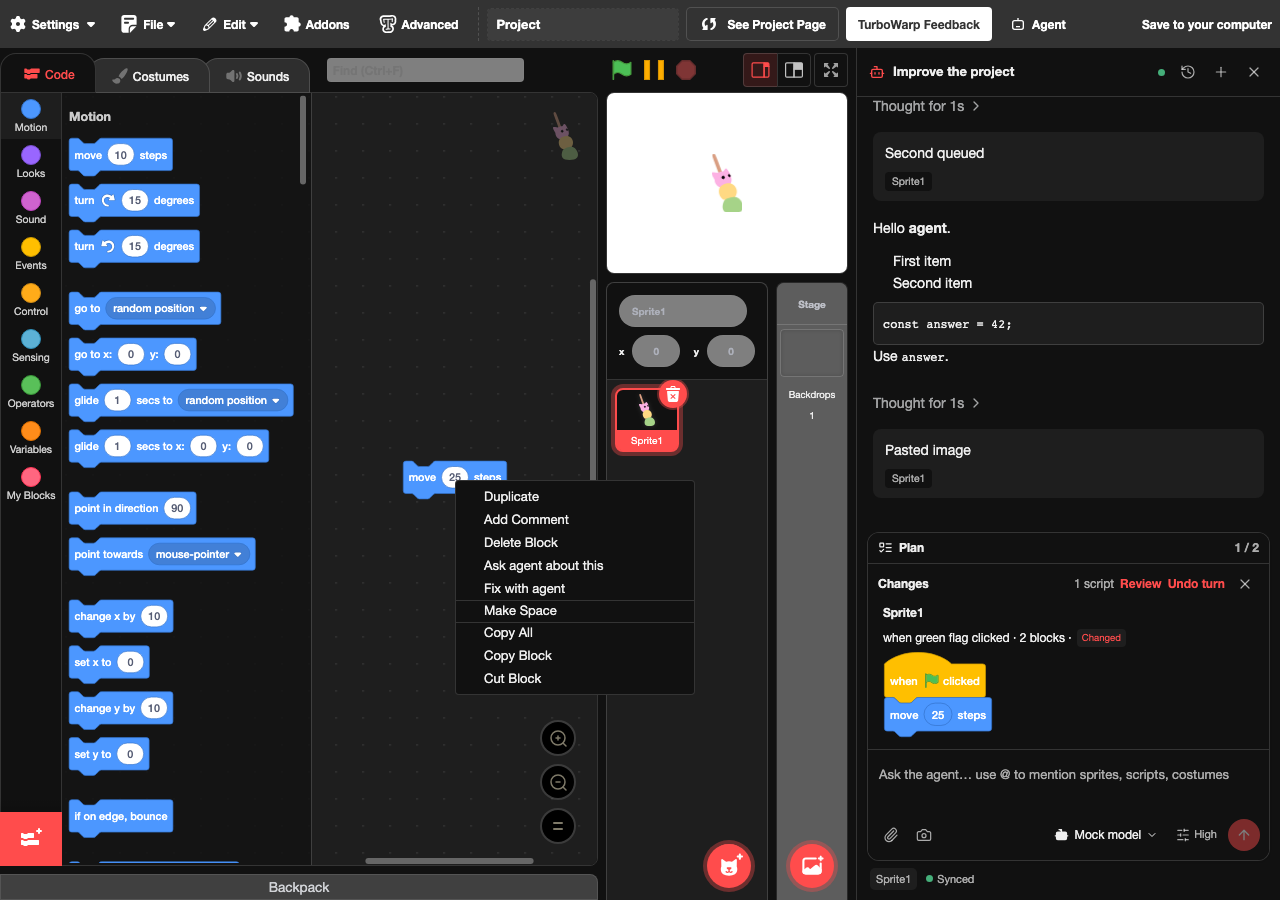 Settings
File
Edit
Addons
Advanced
Project
See Project Page
TurboWarp Feedback
Agent
Save to your computer
Code
Costumes
Sounds
Find (Ctrl+F)
Improve the project
Motion
Looks
Sound
Events
Control
Sensing
Operators
Variables
My Blocks
Motion
move 10 steps
turn 15 degrees
turn 15 degrees
go to random position
go to x: 0 y: 0
glide 1 secs to random position
glide 1 secs to x: 0 y: 0
point in direction 90
point towards mouse-pointer
change x by 10
set x to 0
change y by 10
set y to 0
if on edge, bounce
move 25 steps
Duplicate
Add Comment
Delete Block
Ask agent about this
Fix with agent
Make Space
Copy All
Copy Block
Cut Block
Backpack
Sprite1
x 0 y 0
Sprite1
Stage
Backdrops
1
Thought for 1s
Second queued
Sprite1
Hello agent.
First item
Second item
const answer = 42;
Use answer.
Thought for 1s
Pasted image
Sprite1
Plan 1 / 2
Changes 1 script Review Undo turn
Sprite1
when green flag clicked · 2 blocks · Changed
when clicked
move 25 steps
Ask the agent… use @ to mention sprites, scripts, costumes
Mock model
High
Sprite1
Synced